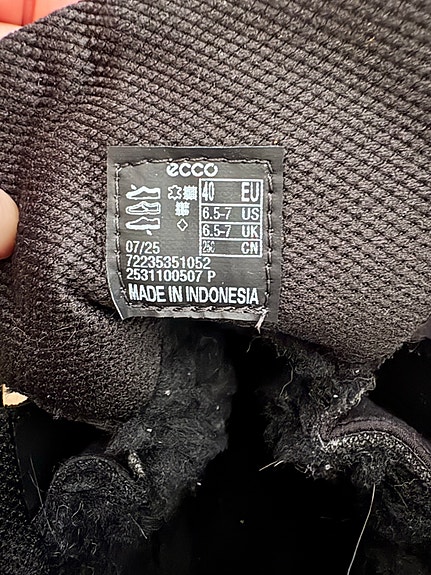 ecco
40 EU
6.5-7 US
6.5-7 UK
250 CN
07/25
72235351052
2531100507 P
MADE IN INDONESIA